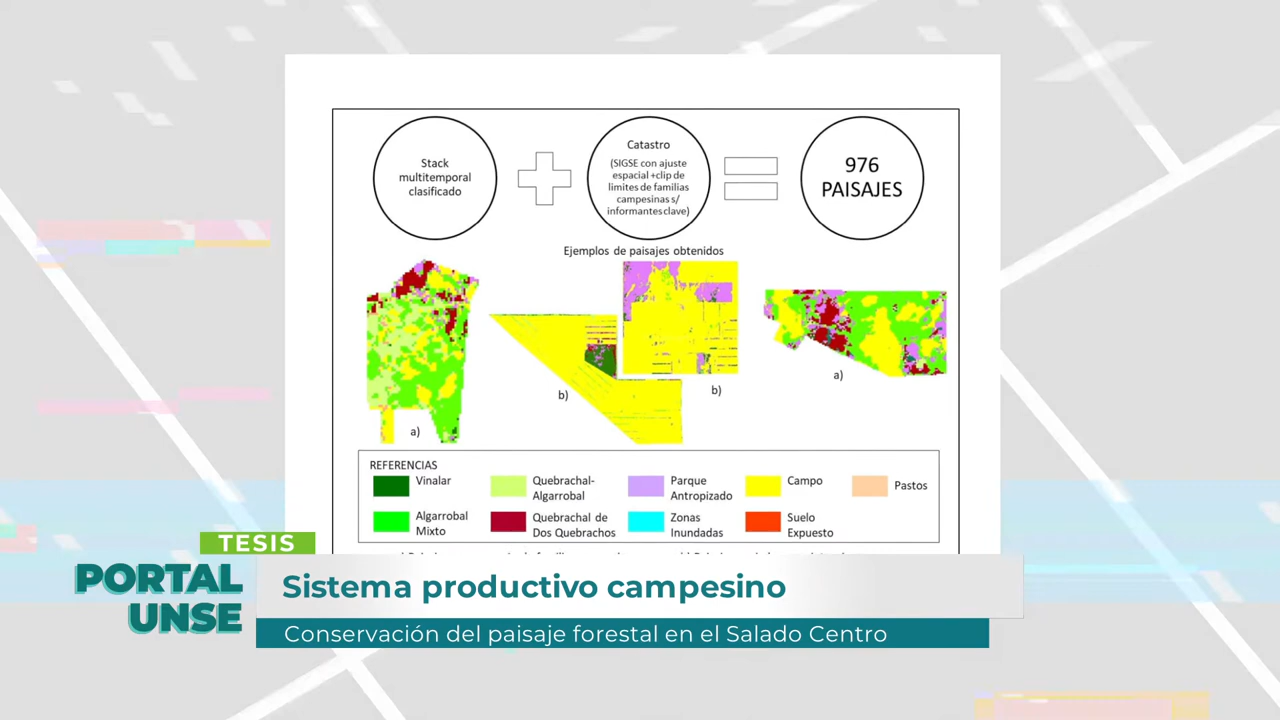 Stack
multitemporal
clasificado
Catastro
(SIGSE con ajuste
espacial +clip de
limites de familias
campesinas s/
informantes clave)
976
PAISAJES
Ejemplos de paisajes obtenidos
a)
b)
b)
a)
REFERENCIAS
Vinalar
Quebrachal-
Algarrobal
Parque
Antropizado
Campo
Pastos
Algarrobal
Mixto
Quebrachal de
Dos Quebrachos
Zonas
Inundadas
Suelo
Expuesto
TESIS
PORTAL
UNSE
Sistema productivo campesino
Conservación del paisaje forestal en el Salado Centro